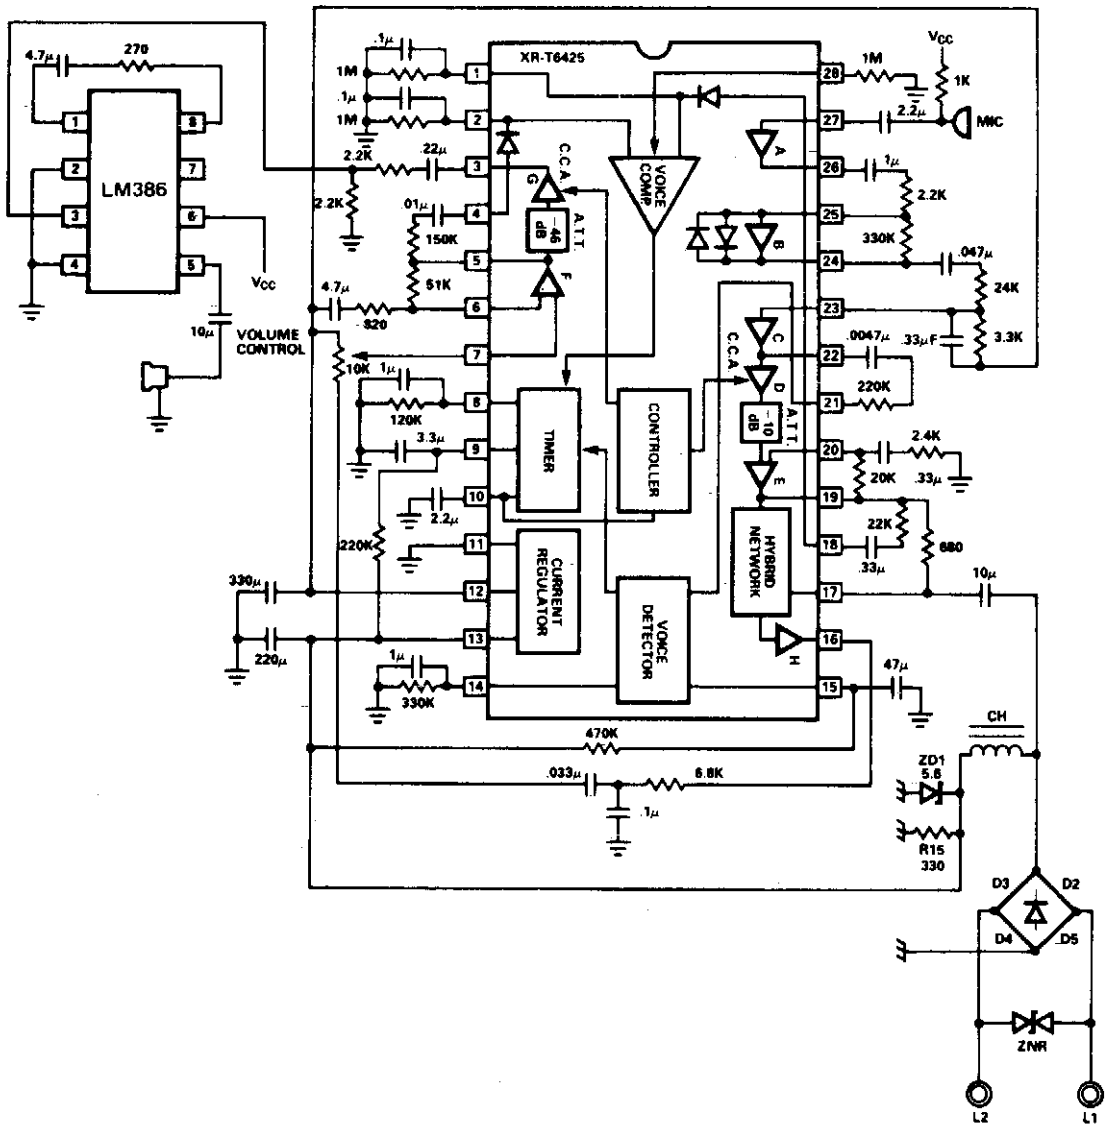 XR-T6425
LM386
1
2
3
4
8
7
6
5
4.7μ
270
VCC
10μ
VOLUME
CONTROL
.1μ
1M
.1μ
1M
2.2K
.22μ
2.2K
.01μ
150K
51K
4.7μ
820
10K
1μ
120K
3.3μ
2.2μ
220K
330μ
220μ
1μ
330K
1
2
3
4
5
6
7
8
9
10
11
12
13
14
28
27
26
25
24
23
22
21
20
19
18
17
16
15
C.C.A.
G
A.T.T.
-46
dB
F
VOICE
COMP.
A
B
C
C.C.A.
D
A.T.T.
-10
dB
E
TIMER
CONTROLLER
CURRENT
REGULATOR
VOICE
DETECTOR
HYBRID
NETWORK
H
1M
VCC
1K
2.2μ
MIC
1μ
2.2K
330K
.047μ
24K
.33μF
3.3K
.0047μ
220K
2.4K
20K
.33μ
22K
680
.33μ
10μ
47μ
470K
.033μ
6.8K
.1μ
CH
ZD1
5.6
R15
330
D3
D2
D4
D5
ZNR
L2
L1